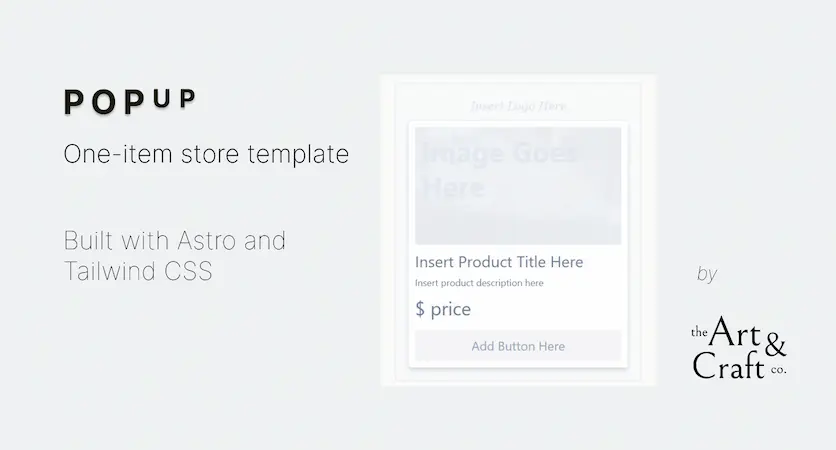 POPUP
One-item store template
Built with Astro and
Tailwind CSS
Insert Logo Here
Image Goes
Here
Insert Product Title Here
Insert product description here
$ price
Add Button Here
by
the Art &
Craft co.